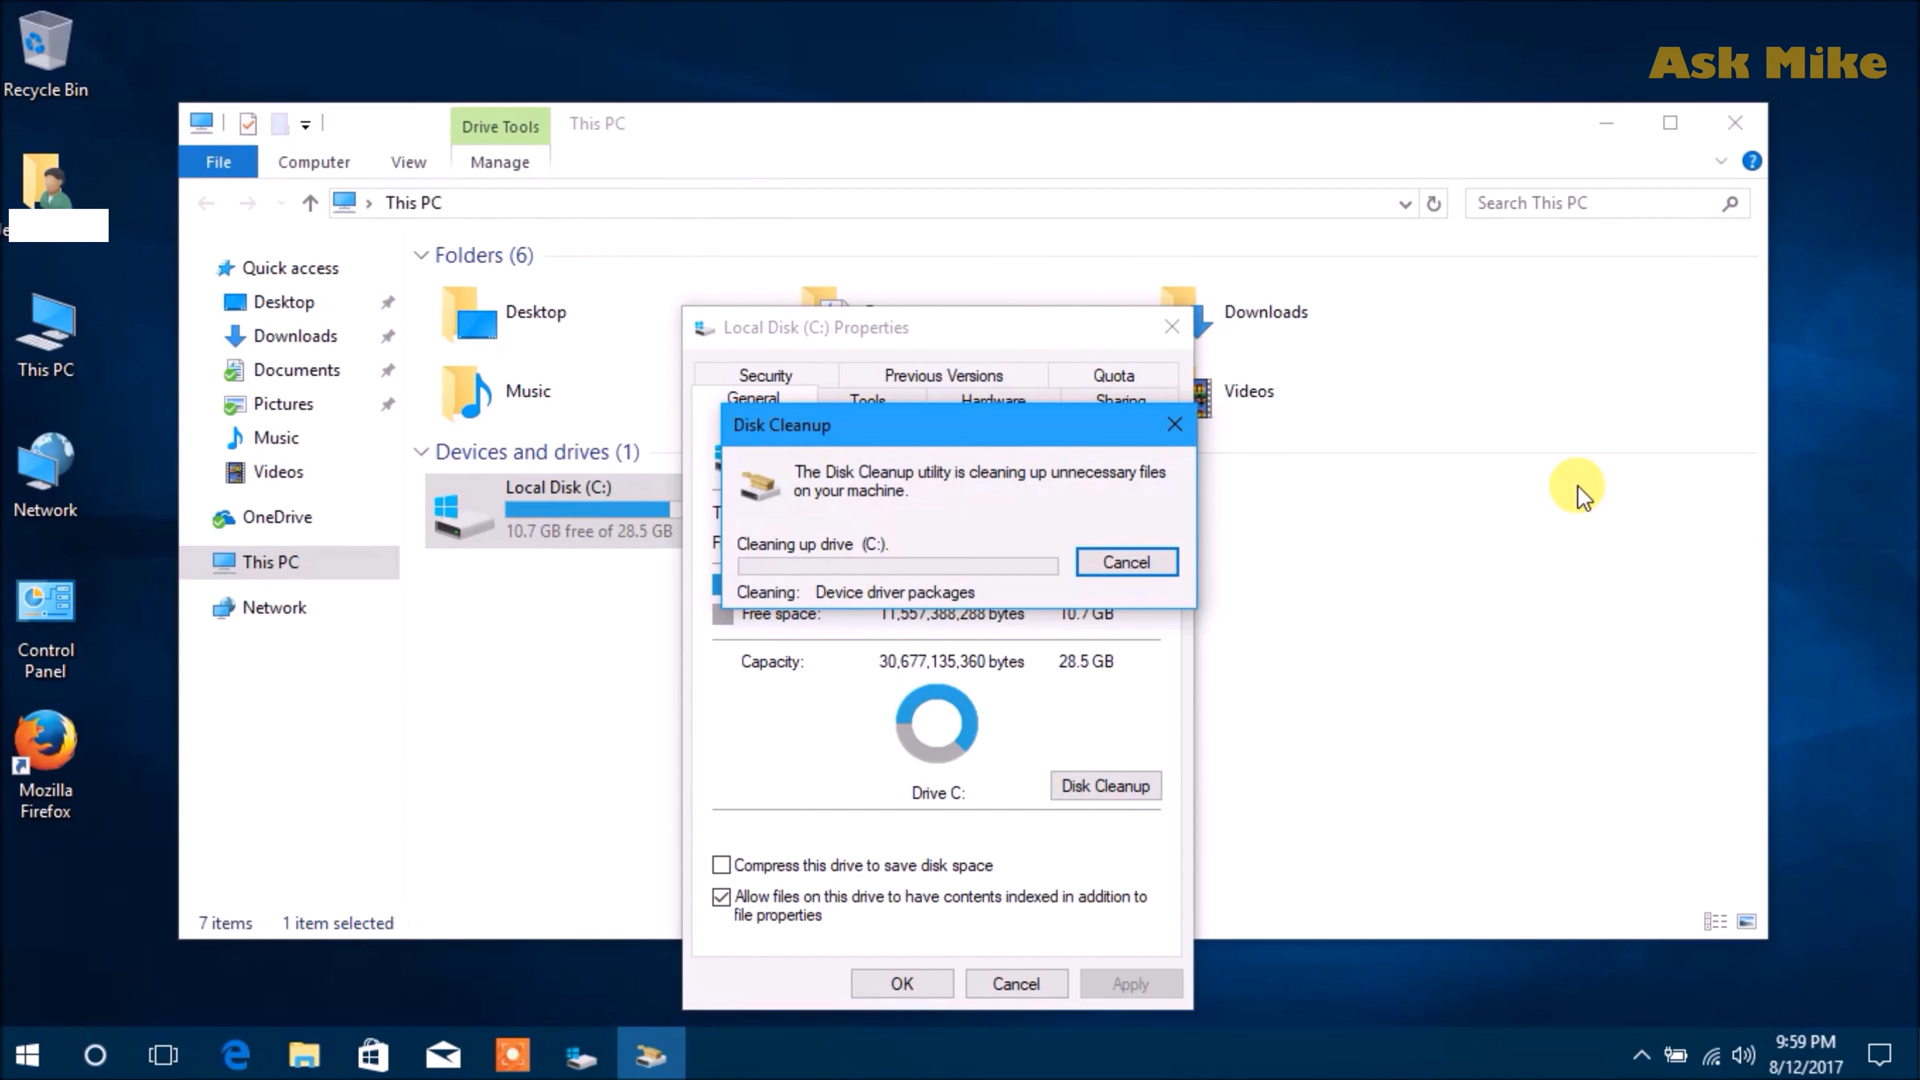 Ask Mike
Recycle Bin
This PC
Network
Control
Panel
Mozilla
Firefox
Drive Tools
This PC
File
Computer
View
Manage
This PC
Search This PC
Quick access
Desktop
Downloads
Documents
Pictures
Music
Videos
OneDrive
This PC
Network
Folders (6)
Desktop
Downloads
Music
Videos
Devices and drives (1)
Local Disk (C:)
10.7 GB free of 28.5 GB
7 items
1 item selected
Local Disk (C:) Properties
Security
Previous Versions
Quota
General
Tools
Hardware
Sharing
Disk Cleanup
The Disk Cleanup utility is cleaning up unnecessary files
on your machine.
Cleaning up drive (C:).
Cancel
Cleaning: Device driver packages
Free space: 11,557,388,288 bytes 10.7 GB
Capacity: 30,677,135,360 bytes 28.5 GB
Drive C:
Disk Cleanup
Compress this drive to save disk space
Allow files on this drive to have contents indexed in addition to
file properties
OK
Cancel
Apply
9:59 PM
8/12/2017